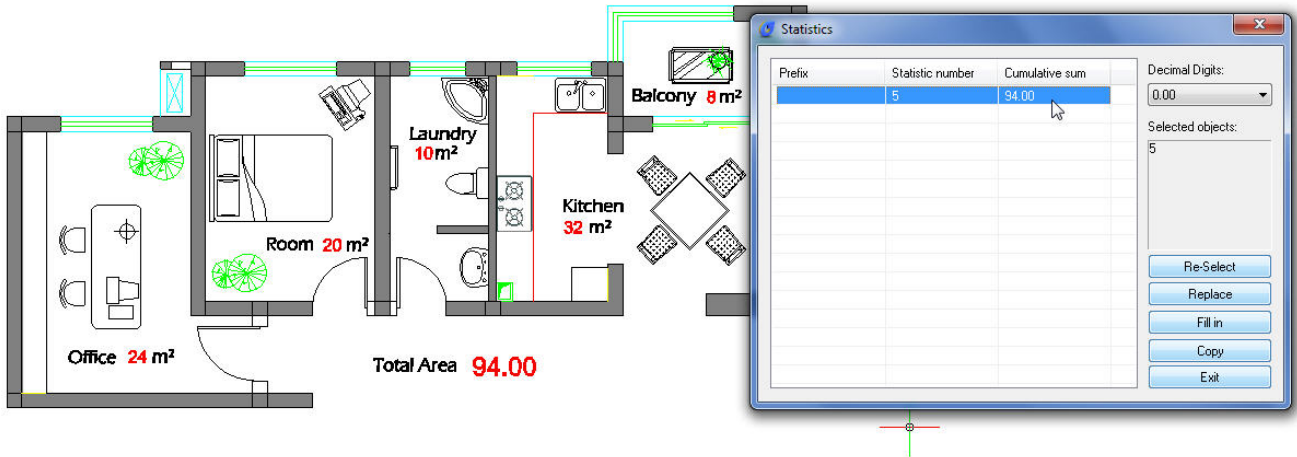 Balcony 8 m²
Laundry
10m²
Kitchen
32 m²
Room 20 m²
Office 24 m²
Total Area 94.00
Statistics
Prefix Statistic number Cumulative sum
5 94.00
Decimal Digits:
0.00
Selected objects:
5
Re-Select
Replace
Fill in
Copy
Exit